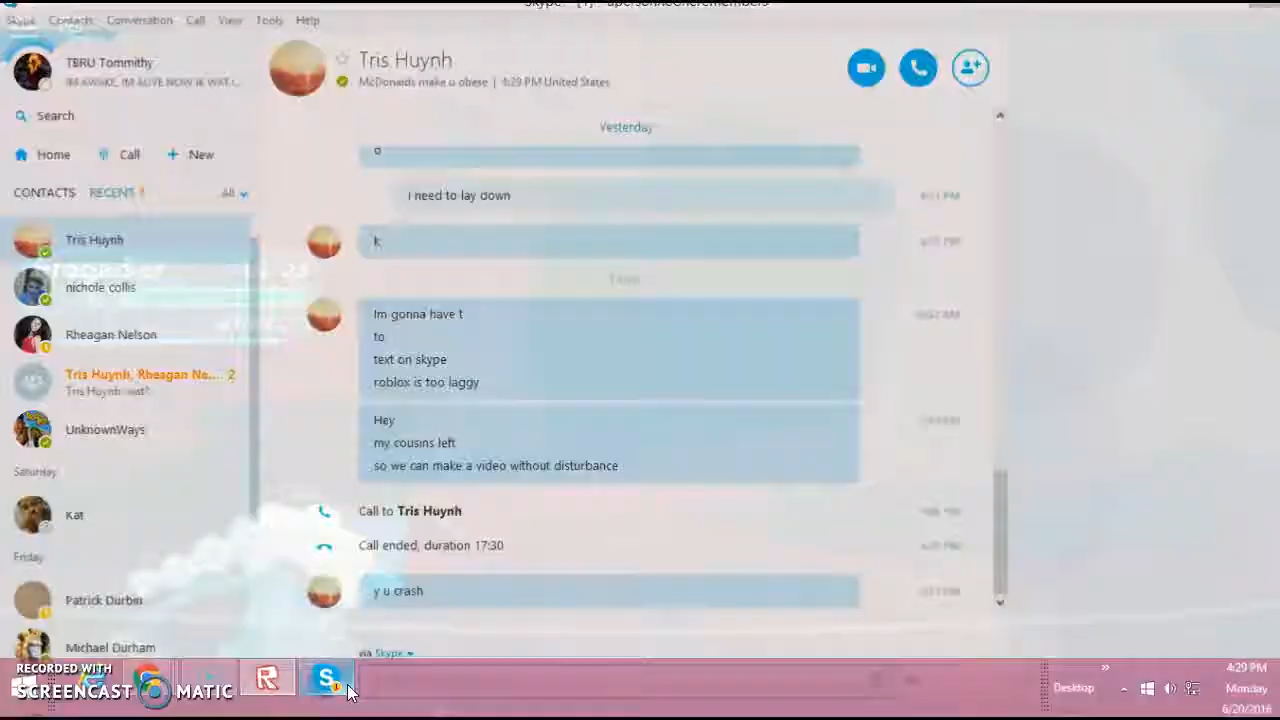 Skype Contacts Conversation Call View Tools Help
TBRU Tommithy
Search
Home Call New
CONTACTS RECENT All
Tris Huynh
nichole collis
Rheagan Nelson
Tris Huynh, Rheagan Ne.... 2
UnknownWays
Saturday
Kat
Friday
Patrick Durbin
Michael Durham
Tris Huynh
McDonalds make u obese | 4:29 PM United States
Yesterday
I need to lay down
k
Im gonna have t
to
text on skype
roblox is too laggy
Hey
my cousins left
so we can make a video without disturbance
Call to Tris Huynh
Call ended, duration 17:30
y u crash
via Skype
RECORDED WITH
SCREENCAST MATIC
Desktop
4:29 PM
Monday
6/20/2016